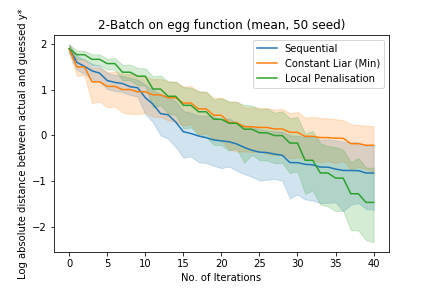 2-Batch on egg function (mean, 50 seed)
Log absolute distance between actual and guessed y*
2
1
0
−1
−2
Sequential
Constant Liar (Min)
Local Penalisation
0 5 10 15 20 25 30 35 40
No. of Iterations